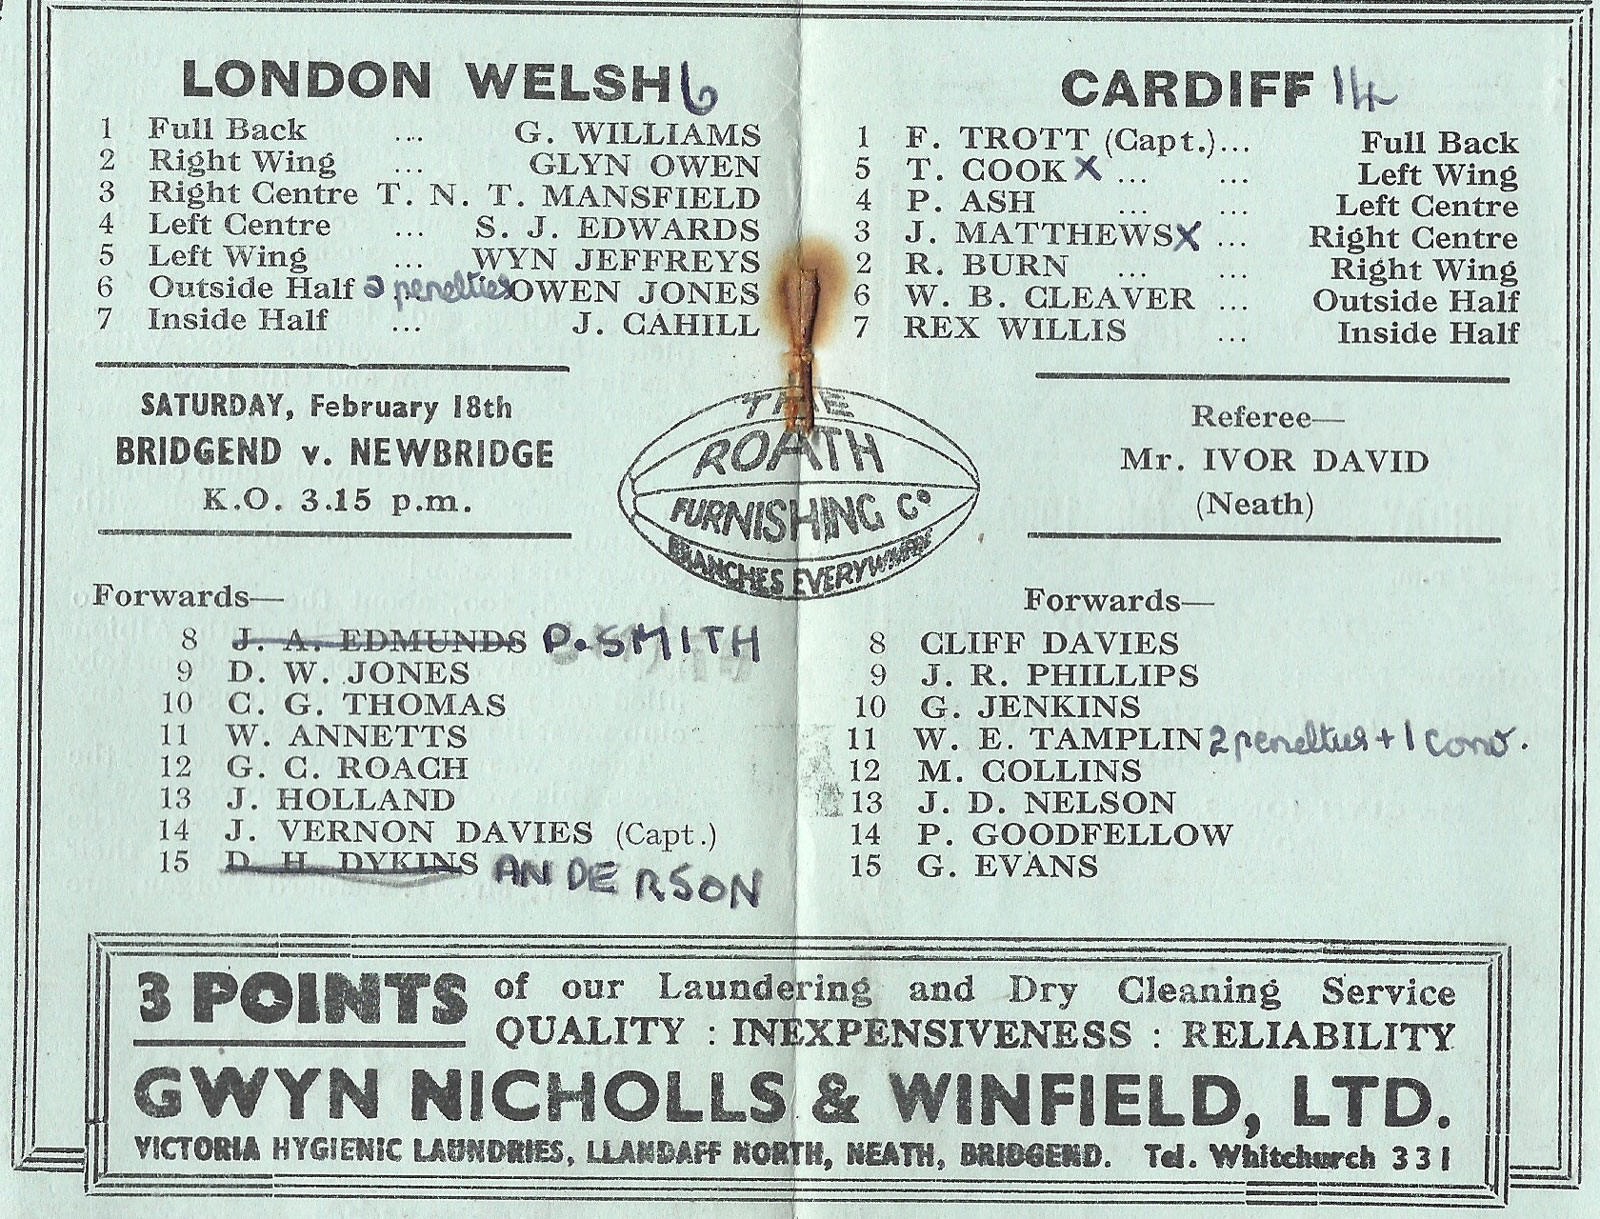 LONDON WELSH 6
1 Full Back ... G. WILLIAMS
2 Right Wing ... GLYN OWEN
3 Right Centre T. N. T. MANSFIELD
4 Left Centre ... S. J. EDWARDS
5 Left Wing ... WYN JEFFREYS
6 Outside Half 2 penelties OWEN JONES
7 Inside Half ... J. CAHILL
CARDIFF 14
1 F. TROTT (Capt.)... Full Back
5 T. COOK X ... ... Left Wing
4 P. ASH ... ... Left Centre
3 J. MATTHEWS X ... Right Centre
2 R. BURN ... ... Right Wing
6 W. B. CLEAVER ... Outside Half
7 REX WILLIS ... Inside Half
SATURDAY, February 18th
BRIDGEND v. NEWBRIDGE
K.O. 3.15 p.m.
THE
ROATH
FURNISHING Co
BRANCHES EVERYWHERE
Referee—
Mr. IVOR DAVID
(Neath)
Forwards—
8 J. A. EDMUNDS P. SMITH
9 D. W. JONES
10 C. G. THOMAS
11 W. ANNETTS
12 G. C. ROACH
13 J. HOLLAND
14 J. VERNON DAVIES (Capt.)
15 D. H. DYKINS ANDERSON
Forwards—
8 CLIFF DAVIES
9 J. R. PHILLIPS
10 G. JENKINS
11 W. E. TAMPLIN 2 penelties + 1 conv.
12 M. COLLINS
13 J. D. NELSON
14 P. GOODFELLOW
15 G. EVANS
3 POINTS of our Laundering and Dry Cleaning Service
QUALITY : INEXPENSIVENESS : RELIABILITY
GWYN NICHOLLS & WINFIELD, LTD.
VICTORIA HYGIENIC LAUNDRIES, LLANDAFF NORTH, NEATH, BRIDGEND. Tel. Whitchurch 331